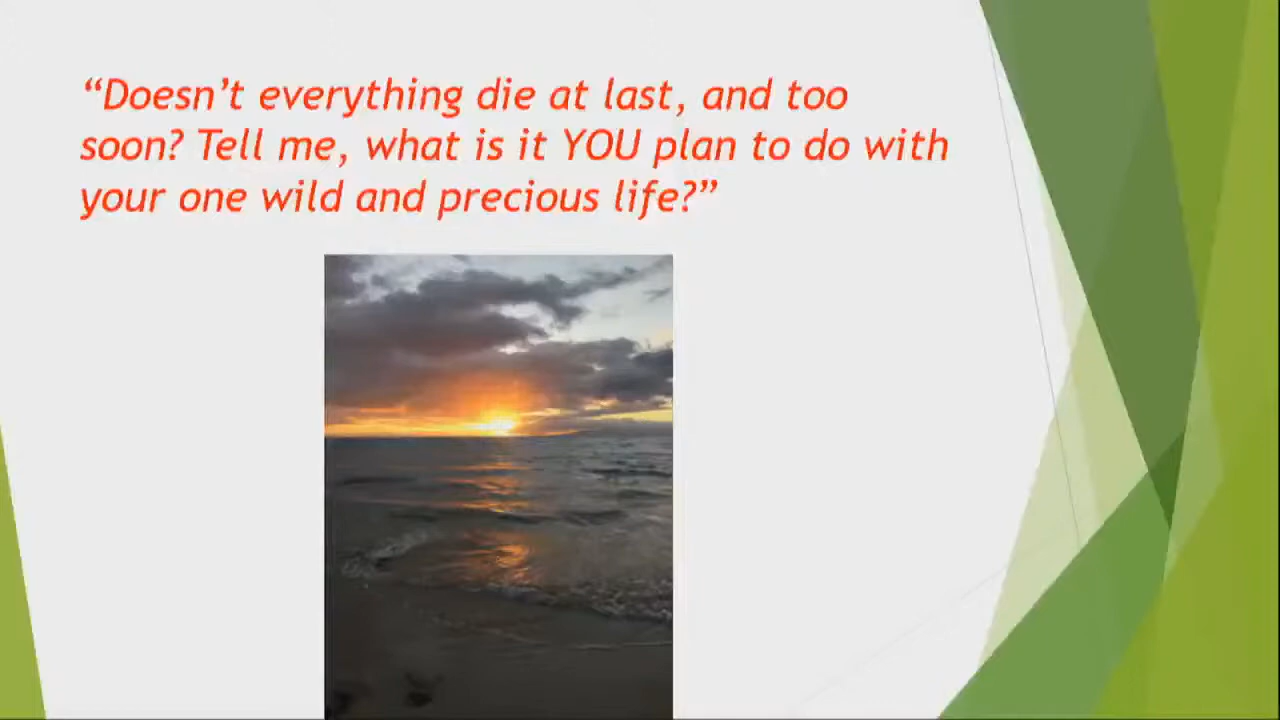 “Doesn’t everything die at last, and too
soon? Tell me, what is it YOU plan to do with
your one wild and precious life?”